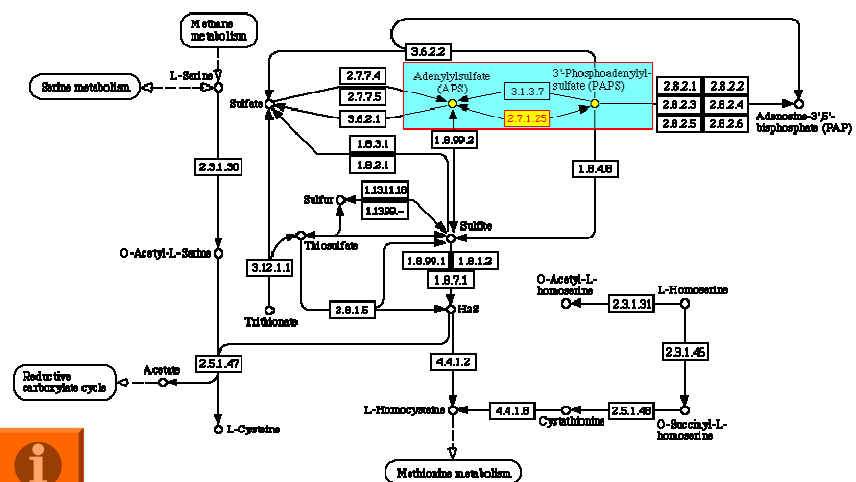 Methane
metabolism
3.6.2.2
L-Serine
Serine metabolism
2.7.7.4
Adenylylsulfate
(APS)
3'-Phosphoadenylyl-
sulfate (PAPS)
3.1.3.7
2.8.2.1
2.8.2.2
Sulfate
2.7.7.5
2.8.2.3
2.8.2.4
3.6.2.1
2.7.1.25
2.8.2.5
2.8.2.6
Adenosine-3',5'-
bisphosphate (PAP)
1.8.3.1
1.8.99.2
2.3.1.30
1.8.2.1
1.8.4.8
1.13.11.18
Sulfur
1.13.99.-
Sulfite
Thiosulfate
O-Acetyl-L-Serine
3.12.1.1
1.8.99.1
1.8.1.2
1.8.7.1
O-Acetyl-L-
homoserine
L-Homoserine
2.3.1.31
Trithionate
2.8.1.5
H2S
2.5.1.47
4.4.1.2
2.3.1.46
Acetate
Reductive
carboxylate cycle
L-Homocysteine
4.4.1.8
2.5.1.48
Cystathionine
O-Succinyl-L-
homoserine
L-Cysteine
Methionine metabolism
i